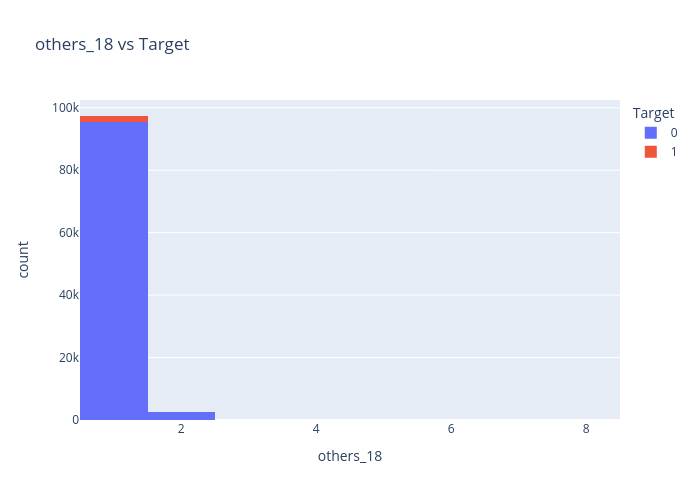 others_18 vs Target
100k
80k
60k
40k
20k
0
count
2
4
6
8
others_18
Target
0
1